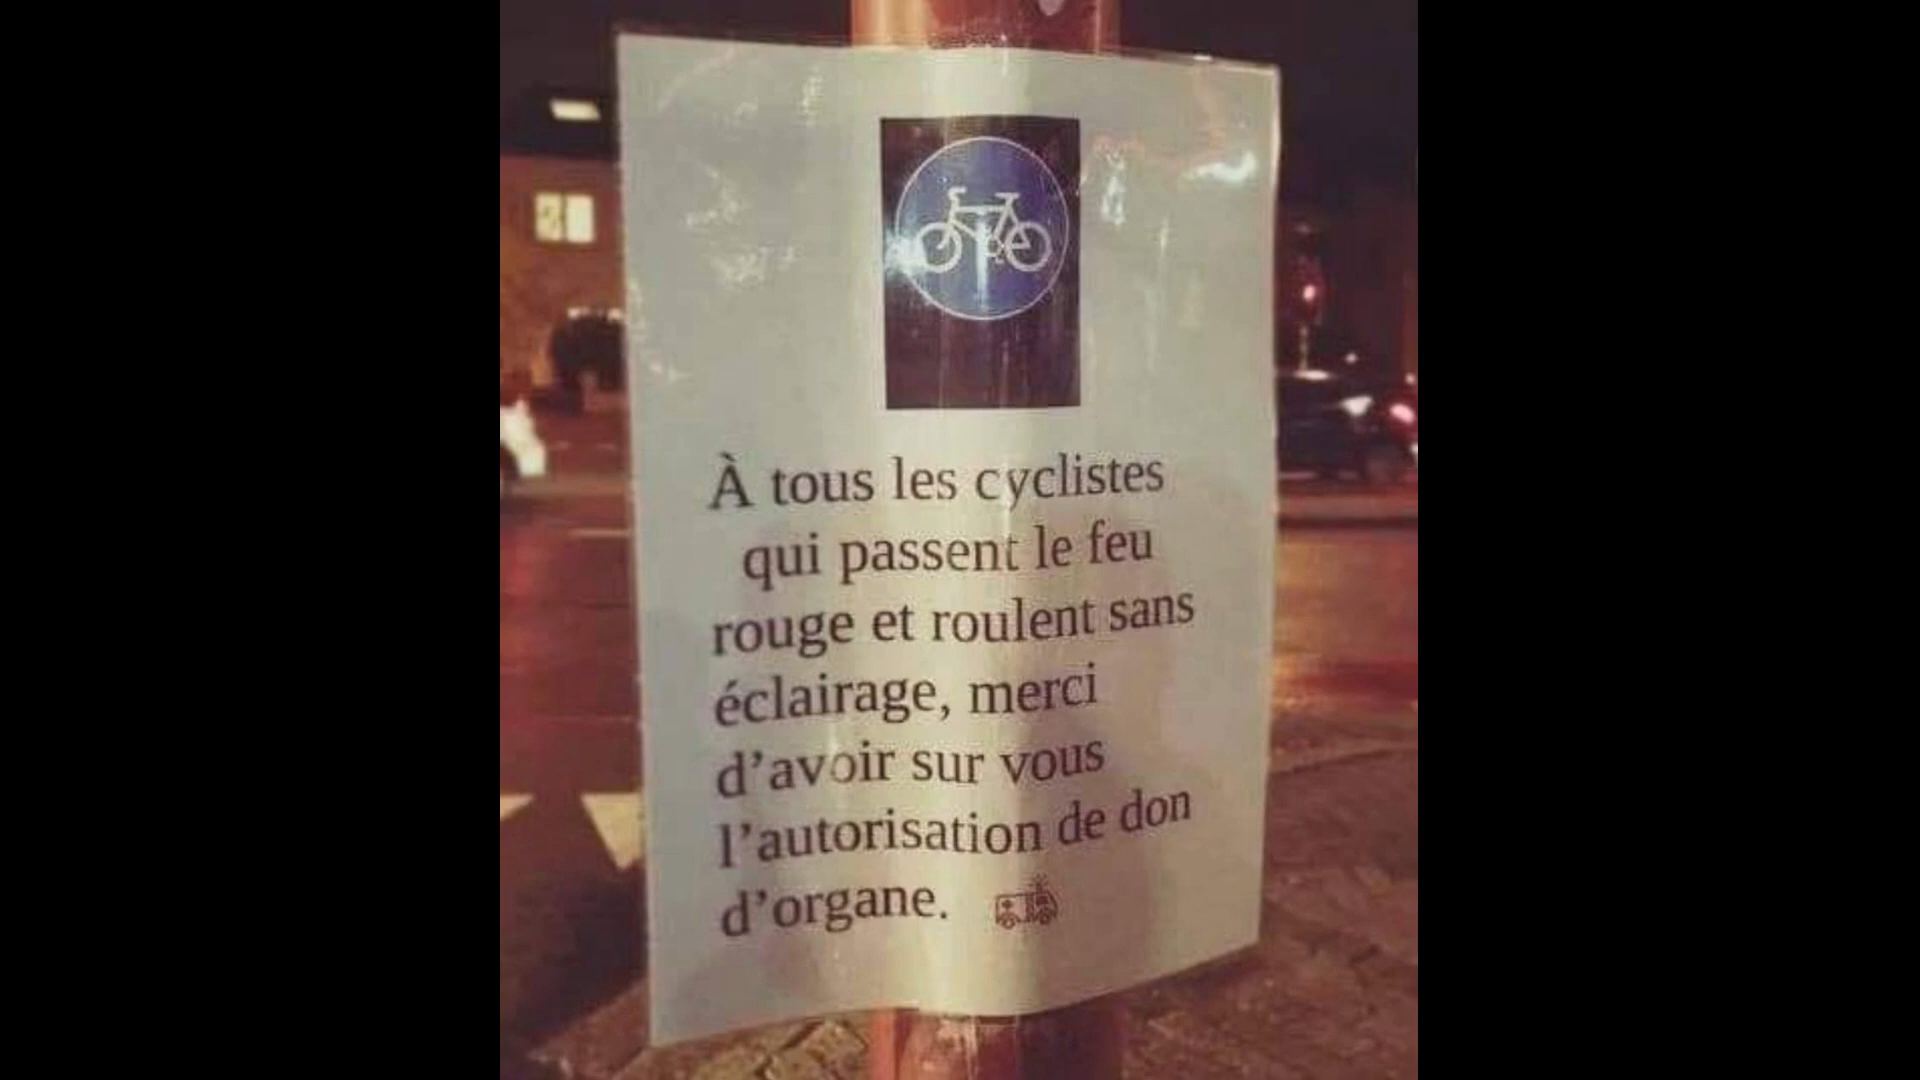 À tous les cyclistes
qui passent le feu
rouge et roulent sans
éclairage, merci
d’avoir sur vous
l’autorisation de don
d’organe.